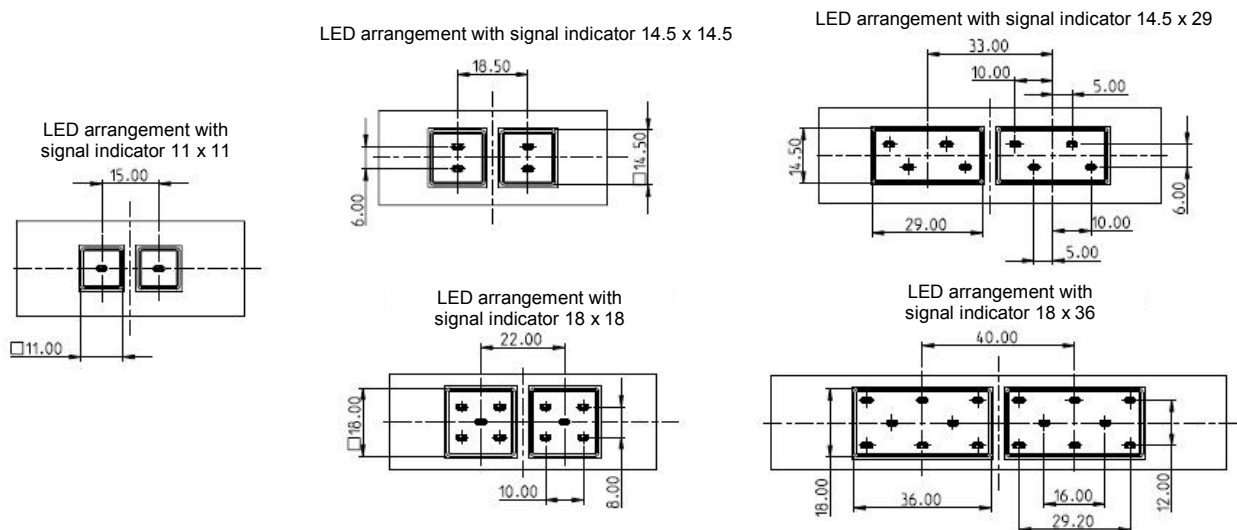 LED arrangement with
signal indicator 11 x 11
15.00
□11.00
LED arrangement with signal indicator 14.5 x 14.5
18.50
6.00
□14.50
LED arrangement with signal indicator 14.5 x 29
33.00
10.00
5.00
14.50
6.00
29.00
10.00
5.00
LED arrangement with
signal indicator 18 x 18
22.00
□18.00
10.00
8.00
LED arrangement with
signal indicator 18 x 36
40.00
18.00
36.00
16.00
29.20
12.00